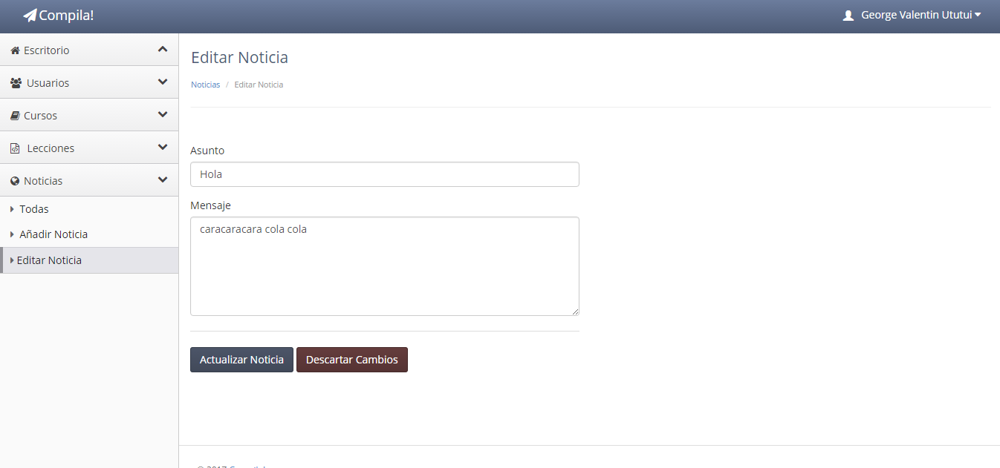 Compila!
George Valentin Ututui
Escritorio
Usuarios
Cursos
Lecciones
Noticias
Todas
Añadir Noticia
Editar Noticia
Editar Noticia
Noticias / Editar Noticia
Asunto
Hola
Mensaje
caracaracara cola cola
Actualizar Noticia
Descartar Cambios
© 2017